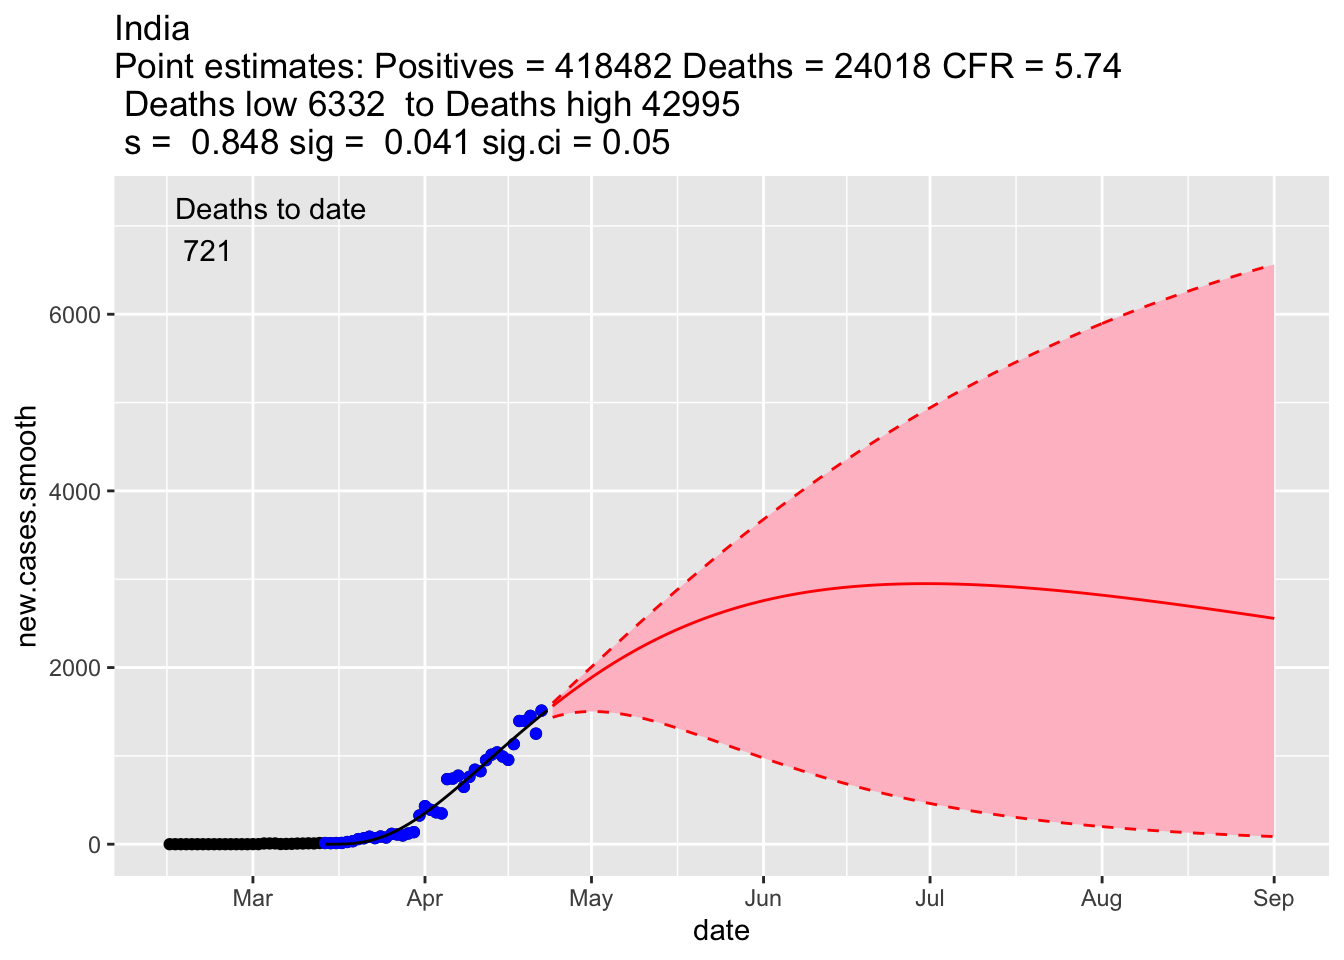 India
Point estimates: Positives = 418482 Deaths = 24018 CFR = 5.74
Deaths low 6332  to Deaths high 42995
s =  0.848 sig =  0.041 sig.ci = 0.05
Deaths to date
721
new.cases.smooth
6000
4000
2000
0
Mar Apr May Jun Jul Aug Sep
date